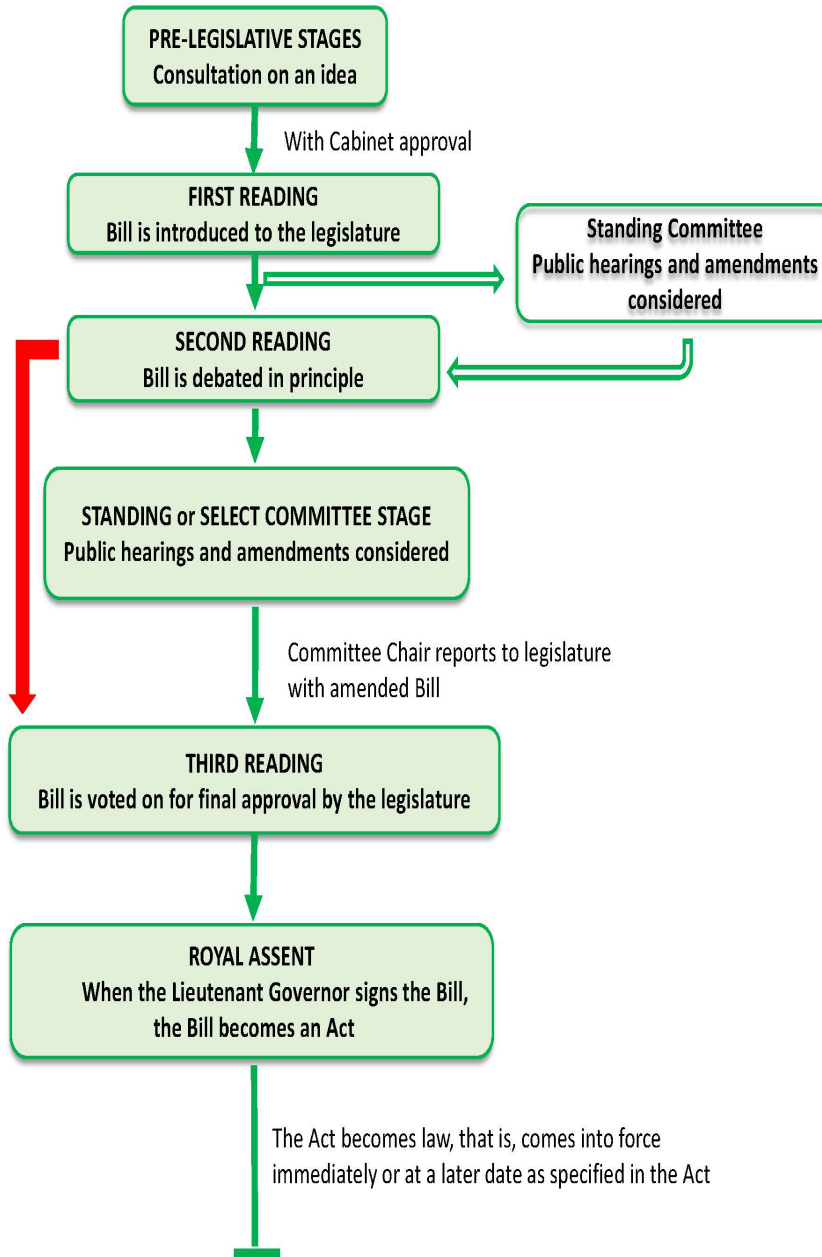 PRE-LEGISLATIVE STAGES
Consultation on an idea
With Cabinet approval
FIRST READING
Bill is introduced to the legislature
Standing Committee
Public hearings and amendments
considered
SECOND READING
Bill is debated in principle
STANDING or SELECT COMMITTEE STAGE
Public hearings and amendments considered
Committee Chair reports to legislature
with amended Bill
THIRD READING
Bill is voted on for final approval by the legislature
ROYAL ASSENT
When the Lieutenant Governor signs the Bill,
the Bill becomes an Act
The Act becomes law, that is, comes into force
immediately or at a later date as specified in the Act